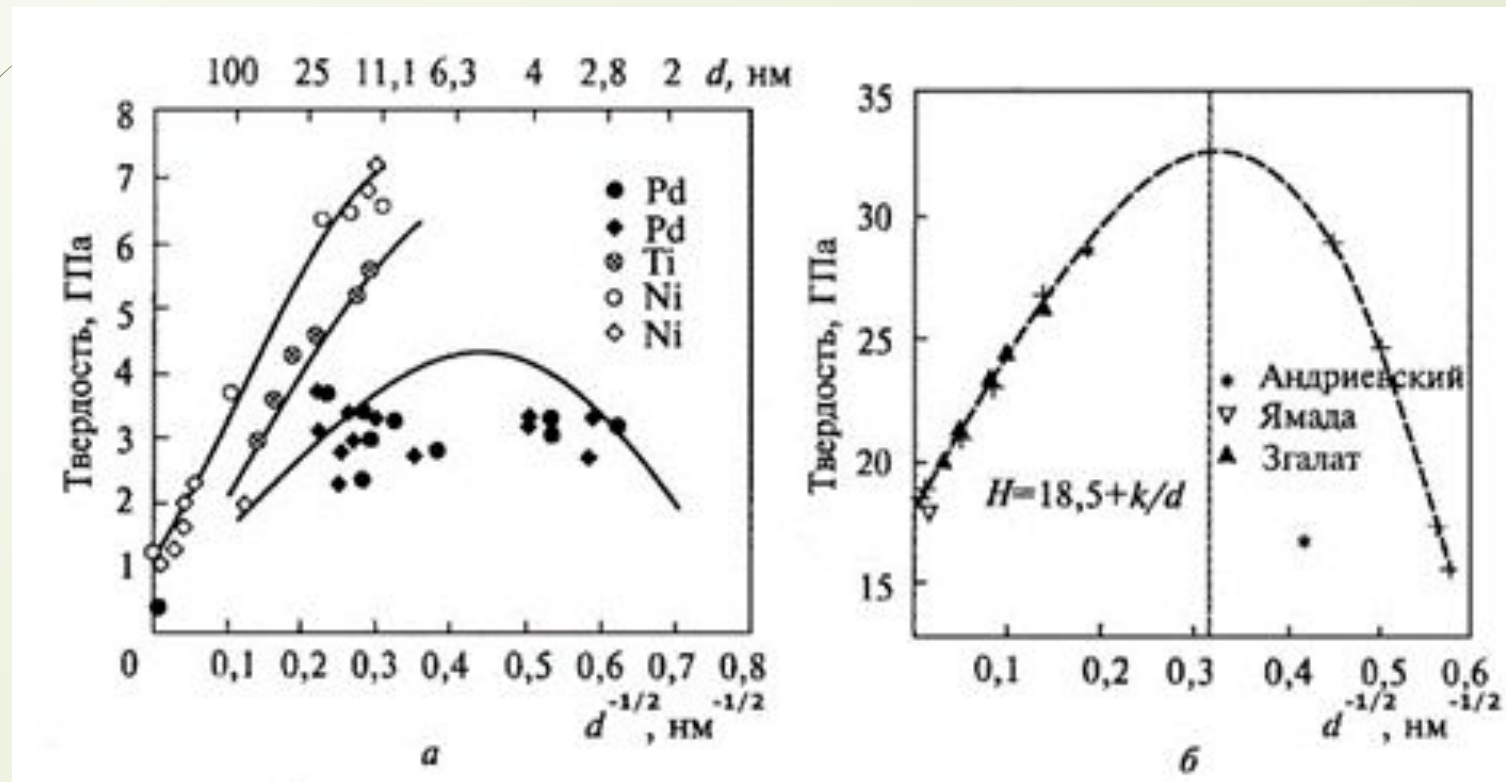 100 25 11,1 6,3 4 2,8 2 d, нм
8
7
6
5
4
3
2
1
Твердость, ГПа
Pd
Pd
Ti
Ni
Ni
0 0,1 0,2 0,3 0,4 0,5 0,6 0,7 0,8
d⁻¹/², нм⁻¹/²
а
35
30
25
20
15
Твердость, ГПа
Андриевский
Ямада
Згалат
H=18,5+k/d
0,1 0,2 0,3 0,4 0,5 0,6
d⁻¹/², нм⁻¹/²
б